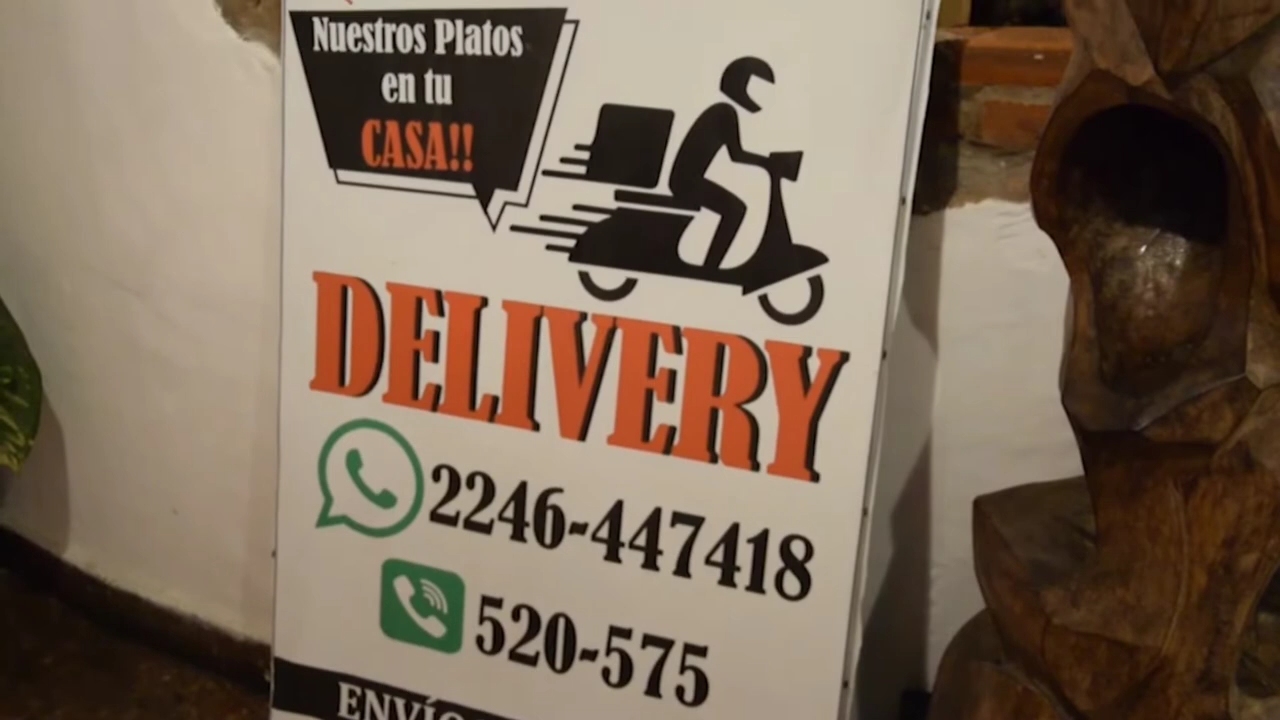 Nuestros Platos
en tu
CASA!!
DELIVERY
2246-447418
520-575